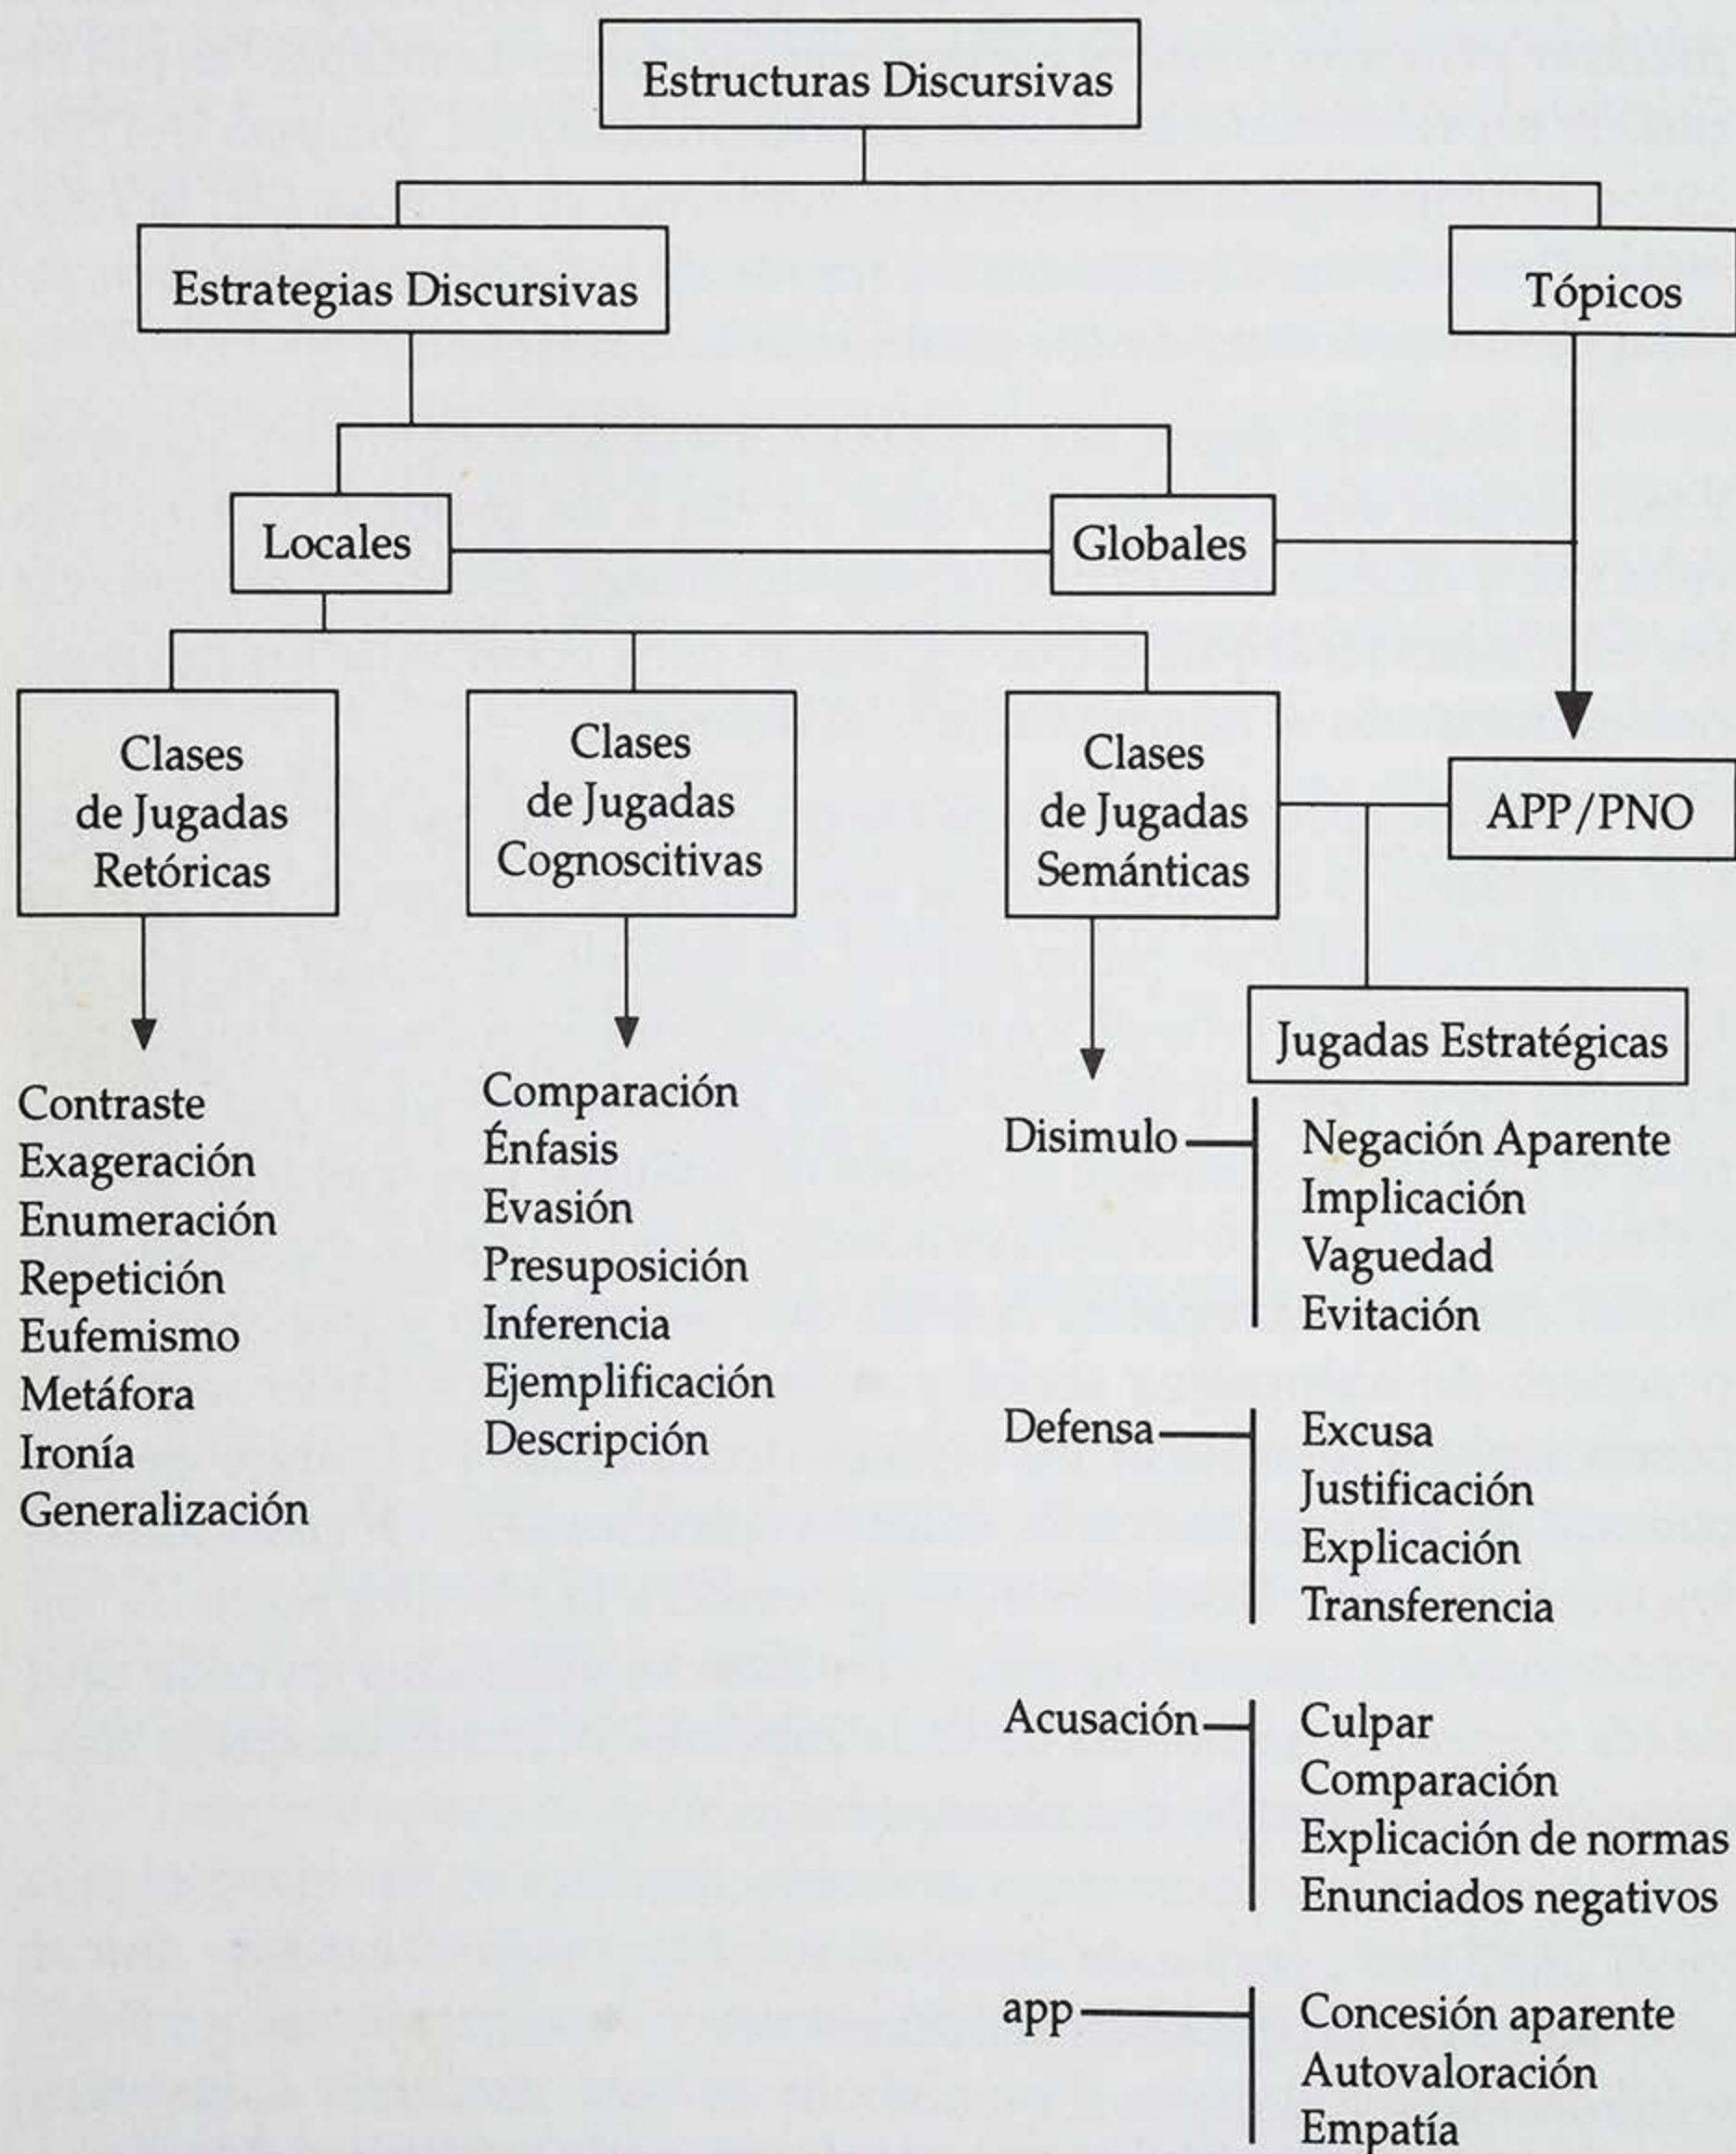 Estructuras Discursivas
Estrategias Discursivas
Tópicos
Locales
Globales
Clases
de Jugadas
Retóricas
Clases
de Jugadas
Cognoscitivas
Clases
de Jugadas
Semánticas
APP/PNO
Jugadas Estratégicas
Contraste
Exageración
Enumeración
Repetición
Eufemismo
Metáfora
Ironía
Generalización
Comparación
Énfasis
Evasión
Presuposición
Inferencia
Ejemplificación
Descripción
Disimulo
Negación Aparente
Implicación
Vaguedad
Evitación
Defensa
Excusa
Justificación
Explicación
Transferencia
Acusación
Culpar
Comparación
Explicación de normas
Enunciados negativos
app
Concesión aparente
Autovaloración
Empatía